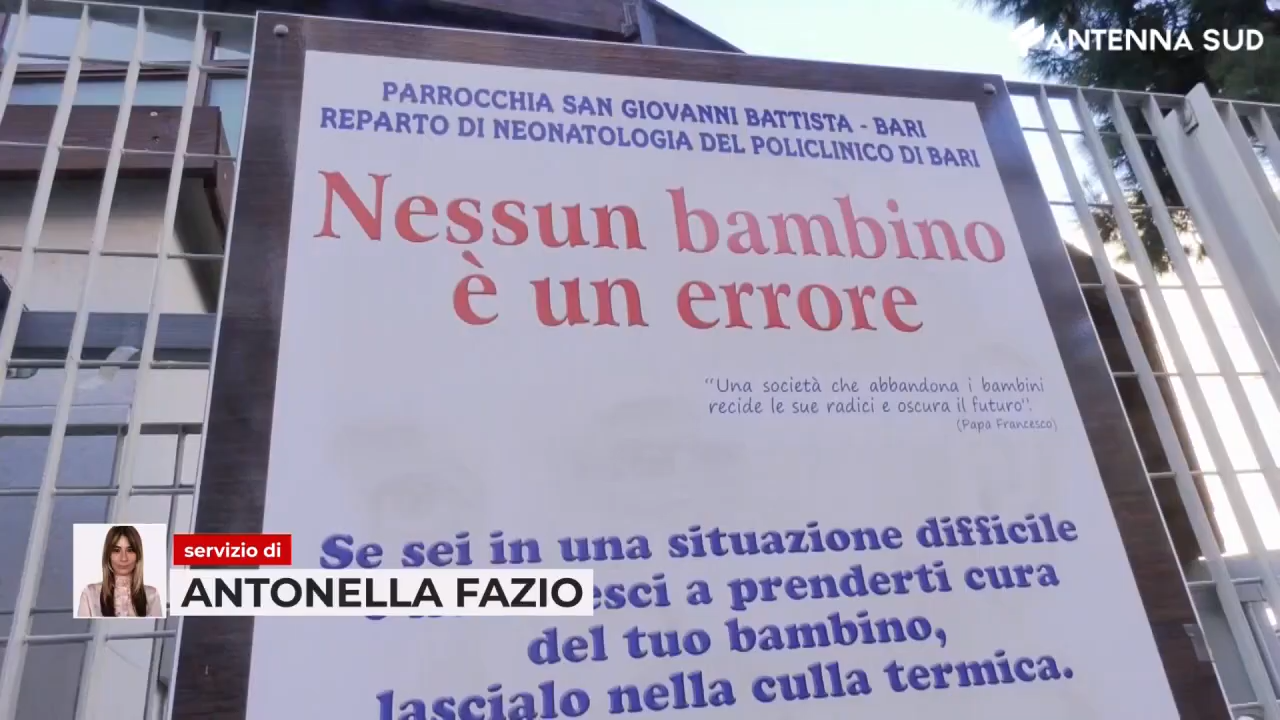 ANTENNA SUD
PARROCCHIA SAN GIOVANNI BATTISTA - BARI
REPARTO DI NEONATOLOGIA DEL POLICLINICO DI BARI
Nessun bambino
è un errore
“Una società che abbandona i bambini
recide le sue radici e oscura il futuro”.
(Papa Francesco)
Se sei in una situazione difficile
a prenderti cura
del tuo bambino,
lascialo nella culla termica.
servizio di
ANTONELLA FAZIO